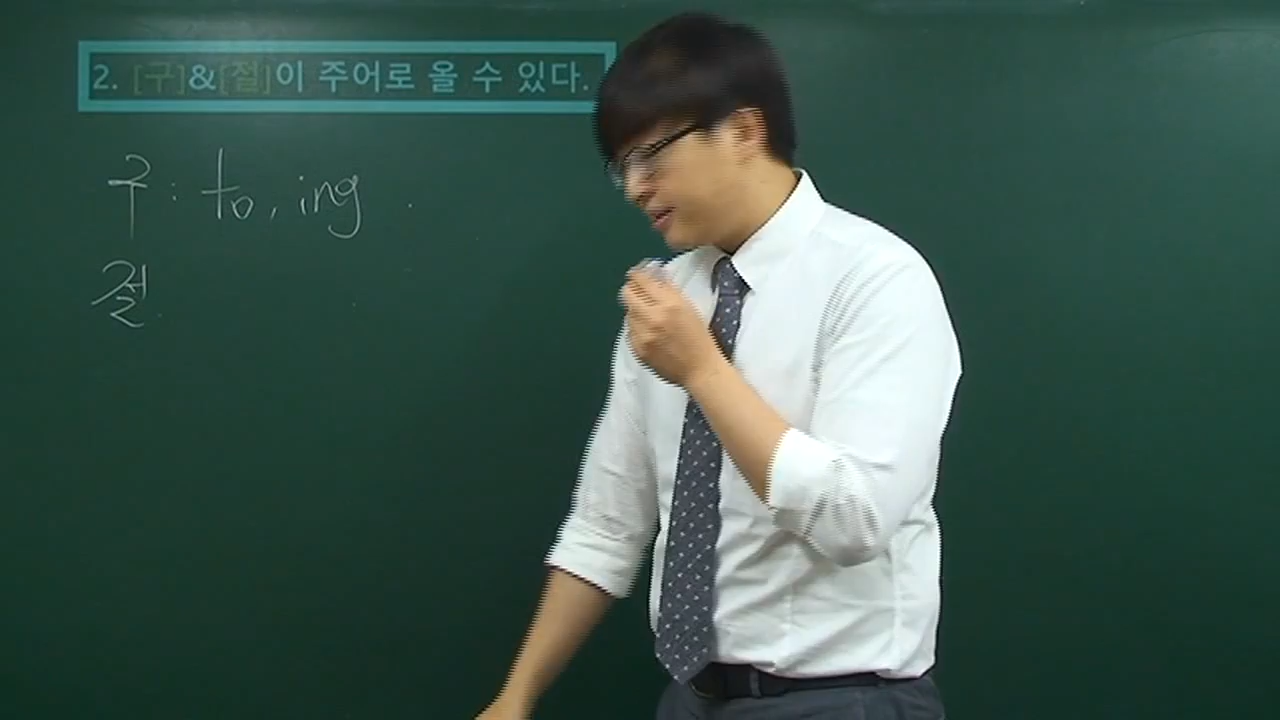 2. [구]&[절]이 주어로 올 수 있다.
구 : to, ing
절